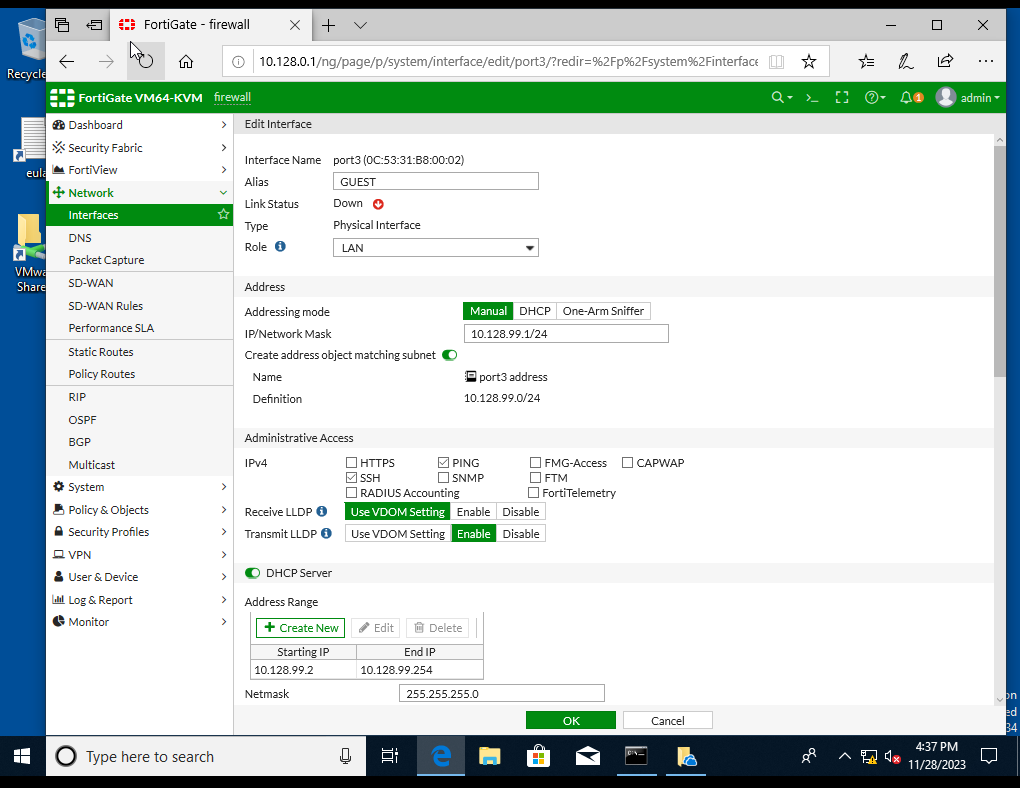 FortiGate - firewall
10.128.0.1/ng/page/p/system/interface/edit/port3/?redir=%2Fp%2Fsystem%2Finterface
FortiGate VM64-KVM firewall
1 admin
Recycle
eula
VMwa
Share
Dashboard
Security Fabric
FortiView
Network
Interfaces
DNS
Packet Capture
SD-WAN
SD-WAN Rules
Performance SLA
Static Routes
Policy Routes
RIP
OSPF
BGP
Multicast
System
Policy & Objects
Security Profiles
VPN
User & Device
Log & Report
Monitor
Edit Interface
Interface Name port3 (0C:53:31:B8:00:02)
Alias GUEST
Link Status Down
Type Physical Interface
Role LAN
Address
Addressing mode Manual DHCP One-Arm Sniffer
IP/Network Mask 10.128.99.1/24
Create address object matching subnet
Name port3 address
Definition 10.128.99.0/24
Administrative Access
IPv4 HTTPS PING FMG-Access CAPWAP
SSH SNMP FTM
RADIUS Accounting FortiTelemetry
Receive LLDP Use VDOM Setting Enable Disable
Transmit LLDP Use VDOM Setting Enable Disable
DHCP Server
Address Range
Create New Edit Delete
Starting IP End IP
10.128.99.2 10.128.99.254
Netmask 255.255.255.0
OK Cancel
on
ed
34
Type here to search
4:37 PM
11/28/2023